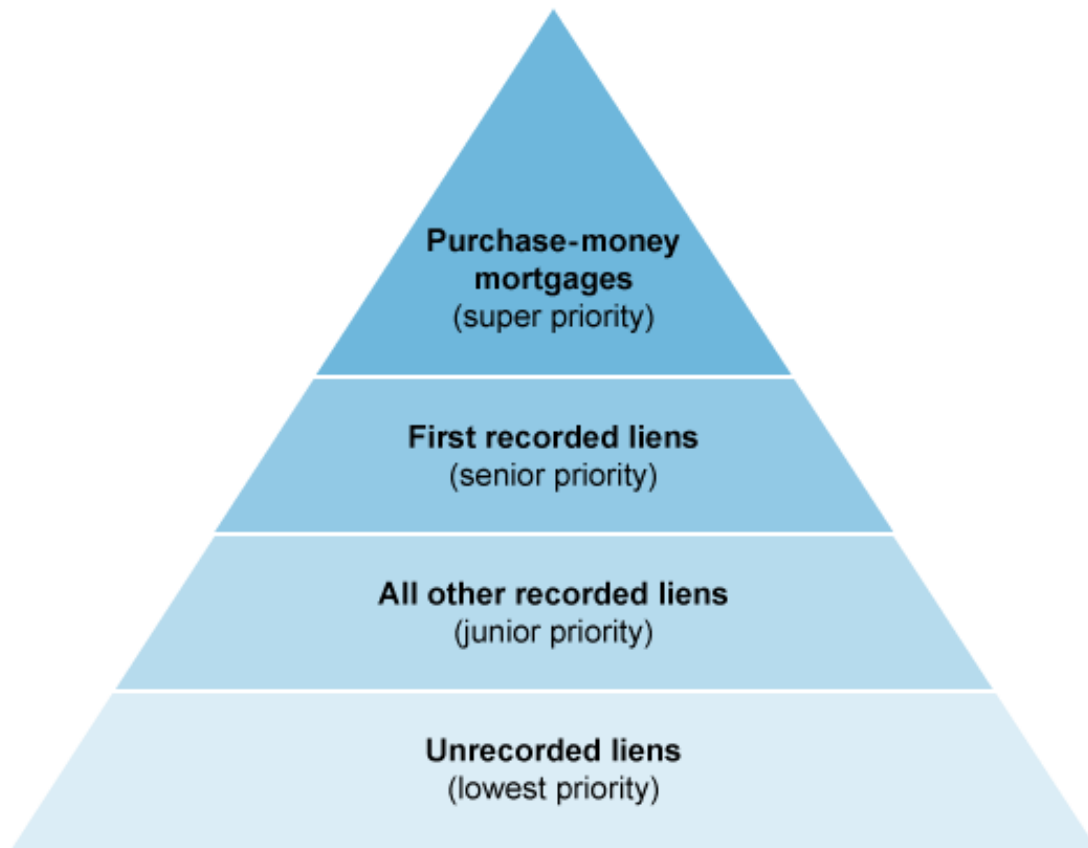 Purchase-money
mortgages
(super priority)
First recorded liens
(senior priority)
All other recorded liens
(junior priority)
Unrecorded liens
(lowest priority)